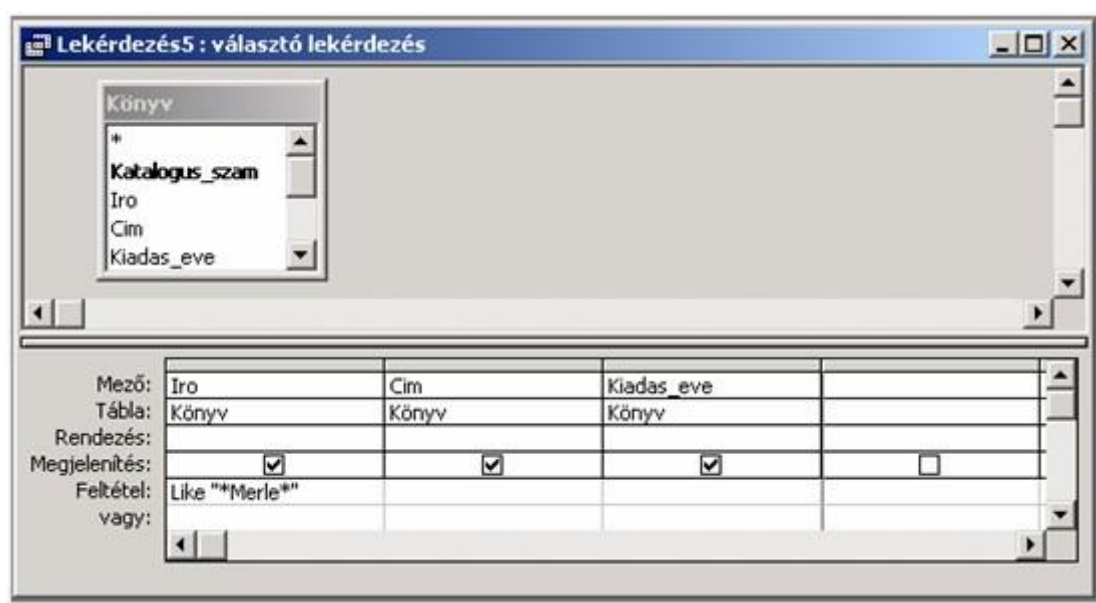 Lekérdezés5 : választó lekérdezés
Könyv
*
Katalogus_szam
Iro
Cim
Kiadas_eve
Mező: Iro Cim Kiadas_eve
Tábla: Könyv Könyv Könyv
Rendezés:
Megjelenítés:
Feltétel: Like "*Merle*"
vagy: